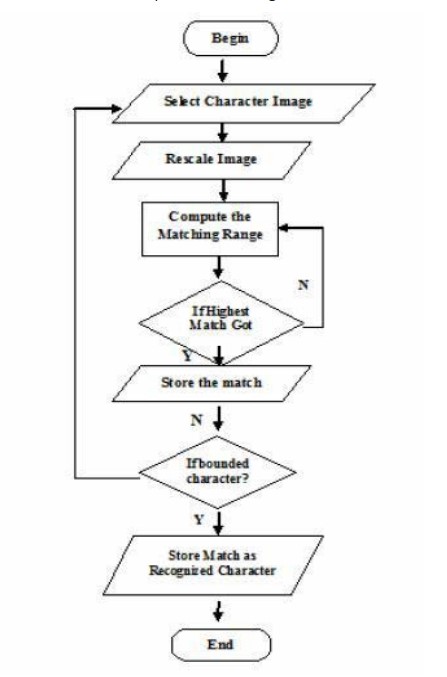 Begin
Select Character Image
Rescale Image
Compute the
Matching Range
N
If Highest
Match Got
Y
Store the match
N
If bounded
character?
Y
Store Match as
Recognized Character
End